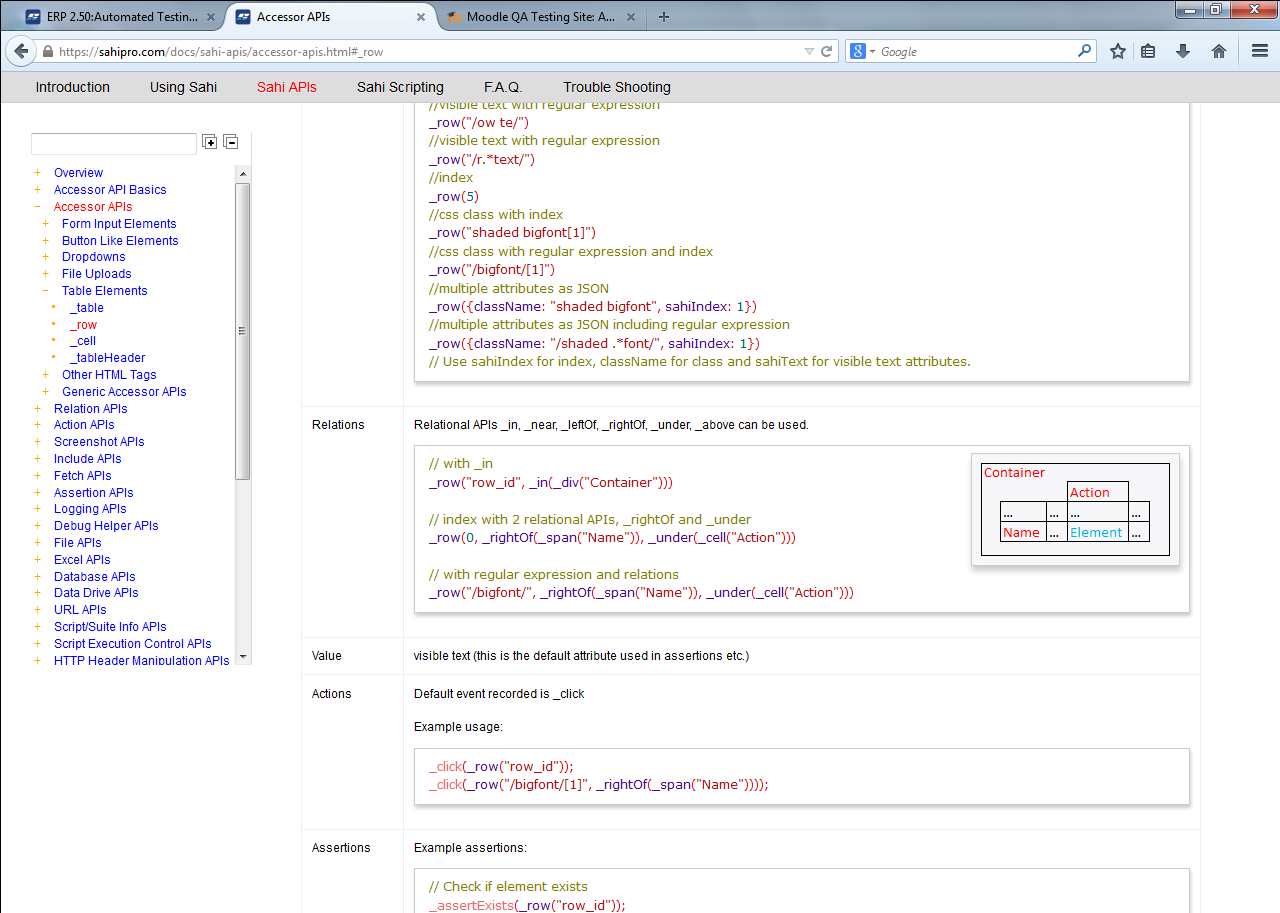 ERP 2.50:Automated Testin...
Accessor APIs
Moodle QA Testing Site: A...
https://sahipro.com/docs/sahi-apis/accessor-apis.html#_row
Google
Introduction
Using Sahi
Sahi APIs
Sahi Scripting
F.A.Q.
Trouble Shooting
Overview
Accessor API Basics
Accessor APIs
Form Input Elements
Button Like Elements
Dropdowns
File Uploads
Table Elements
_table
_row
_cell
_tableHeader
Other HTML Tags
Generic Accessor APIs
Relation APIs
Action APIs
Screenshot APIs
Include APIs
Fetch APIs
Assertion APIs
Logging APIs
Debug Helper APIs
File APIs
Excel APIs
Database APIs
Data Drive APIs
URL APIs
Script/Suite Info APIs
Script Execution Control APIs
HTTP Header Manipulation APIs
//visible text with regular expression
_row("/ow te/")
//visible text with regular expression
_row("/r.*text/")
//index
_row(5)
//css class with index
_row("shaded bigfont[1]")
//css class with regular expression and index
_row("/bigfont/[1]")
//multiple attributes as JSON
_row({className: "shaded bigfont", sahiIndex: 1})
//multiple attributes as JSON including regular expression
_row({className: "/shaded .*font/", sahiIndex: 1})
// Use sahiIndex for index, className for class and sahiText for visible text attributes.
Relations
Relational APIs _in, _near, _leftOf, _rightOf, _under, _above can be used.
// with _in
_row("row_id", _in(_div("Container")))
// index with 2 relational APIs, _rightOf and _under
_row(0, _rightOf(_span("Name")), _under(_cell("Action")))
// with regular expression and relations
_row("/bigfont/", _rightOf(_span("Name")), _under(_cell("Action")))
Container
Action
... ... ... ...
Name ... Element ...
Value
visible text (this is the default attribute used in assertions etc.)
Actions
Default event recorded is _click
Example usage:
_click(_row("row_id"));
_click(_row("/bigfont/[1]", _rightOf(_span("Name"))));
Assertions
Example assertions:
// Check if element exists
_assertExists(_row("row_id"));